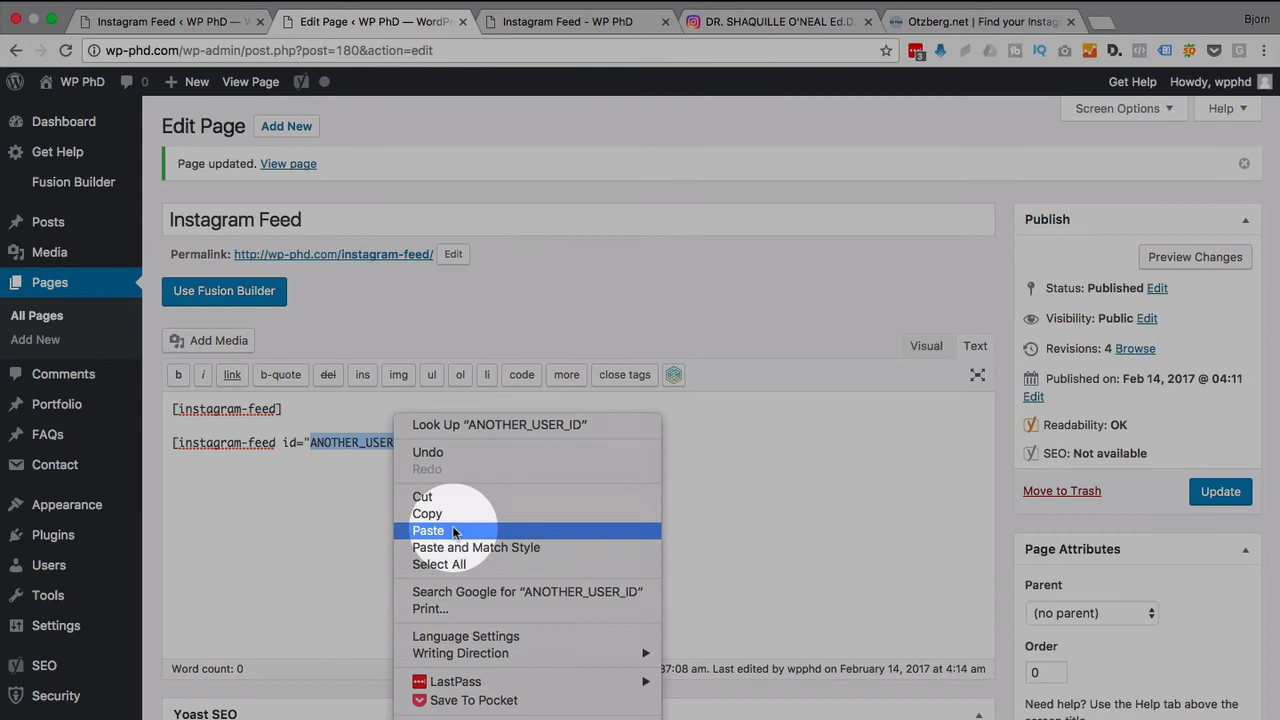 Instagram Feed ‹ WP PhD — W
Edit Page ‹ WP PhD — WordPr
Instagram Feed - WP PhD
DR. SHAQUILLE O'NEAL Ed.D.
Otzberg.net | Find your Instag
Bjorn
wp-phd.com/wp-admin/post.php?post=180&action=edit
WP PhD
0
New
View Page
Get Help
Howdy, wpphd
Dashboard
Get Help
Fusion Builder
Posts
Media
Pages
All Pages
Add New
Comments
Portfolio
FAQs
Contact
Appearance
Plugins
Users
Tools
Settings
SEO
Security
Screen Options
Help
Edit Page
Add New
Page updated. View page
Instagram Feed
Permalink: http://wp-phd.com/instagram-feed/ Edit
Use Fusion Builder
Add Media
Visual
Text
b
i
link
b-quote
del
ins
img
ul
ol
li
code
more
close tags
[instagram-feed]
[instagram-feed id="ANOTHER_USER
Look Up “ANOTHER_USER_ID”
Undo
Redo
Cut
Copy
Paste
Paste and Match Style
Select All
Search Google for “ANOTHER_USER_ID”
Print...
Language Settings
Writing Direction
LastPass
Save To Pocket
Word count: 0
37:08 am. Last edited by wpphd on February 14, 2017 at 4:14 am
Yoast SEO
Publish
Preview Changes
Status: Published Edit
Visibility: Public Edit
Revisions: 4 Browse
Published on: Feb 14, 2017 @ 04:11
Edit
Readability: OK
SEO: Not available
Move to Trash
Update
Page Attributes
Parent
(no parent)
Order
0
Need help? Use the Help tab above the
screen title.